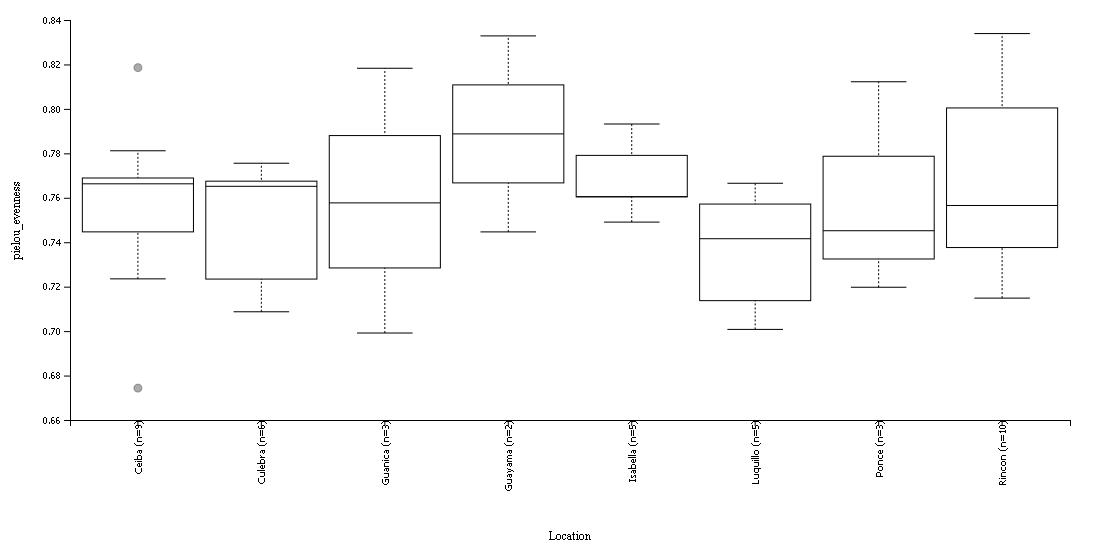 0.84
0.82
0.80
0.78
0.76
0.74
0.72
0.70
0.68
0.66
pielou_evenness
Ceiba (n=9)
Culebra (n=6)
Guanica (n=3)
Guayama (n=2)
Isabella (n=5)
Luquillo (n=5)
Ponce (n=3)
Rincon (n=10)
Location